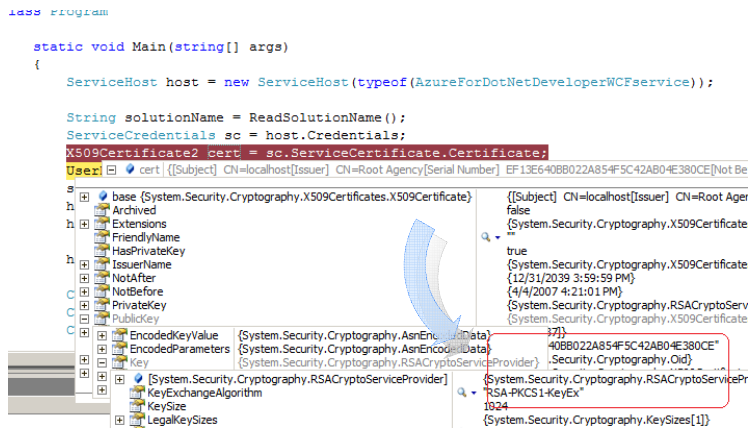 class Program
static void Main(string[] args)
{
ServiceHost host = new ServiceHost(typeof(AzureForDotNetDeveloperWCFservice));
String solutionName = ReadSolutionName();
ServiceCredentials sc = host.Credentials;
X509Certificate2 cert = sc.ServiceCertificate.Certificate;
User
cert {[Subject] CN=localhost[Issuer] CN=Root Agency[Serial Number] EF13E640BB022A854F5C42AB04E380CE[Not Be
s
base {System.Security.Cryptography.X509Certificates.X509Certificate} {[Subject] CN=localhost[Issuer] CN=Root Agen
h Archived false
h Extensions {System.Security.Cryptography.X509Certificate
FriendlyName ""
HasPrivateKey true
h IssuerName {System.Security.Cryptography.X509Certificate
NotAfter {12/31/2039 3:59:59 PM}
NotBefore {4/4/2007 4:21:01 PM}
C PrivateKey {System.Security.Cryptography.RSACryptoServ
C PublicKey {System.Security.Cryptography.X509Certificate
C EncodedKeyValue {System.Security.Cryptography.AsnEncodedData} 37]}
EncodedParameters {System.Security.Cryptography.AsnEncodedData} 40BB022A854F5C42AB04E380CE"
Key {System.Security.Cryptography.RSACryptoServiceProvider} .Security.Cryptography.Oid}
[System.Security.Cryptography.RSACryptoServiceProvider] {System.Security.Cryptography.RSACryptoServicePr
KeyExchangeAlgorithm "RSA-PKCS1-KeyEx"
KeySize 1024
LegalKeySizes {System.Security.Cryptography.KeySizes[1]}